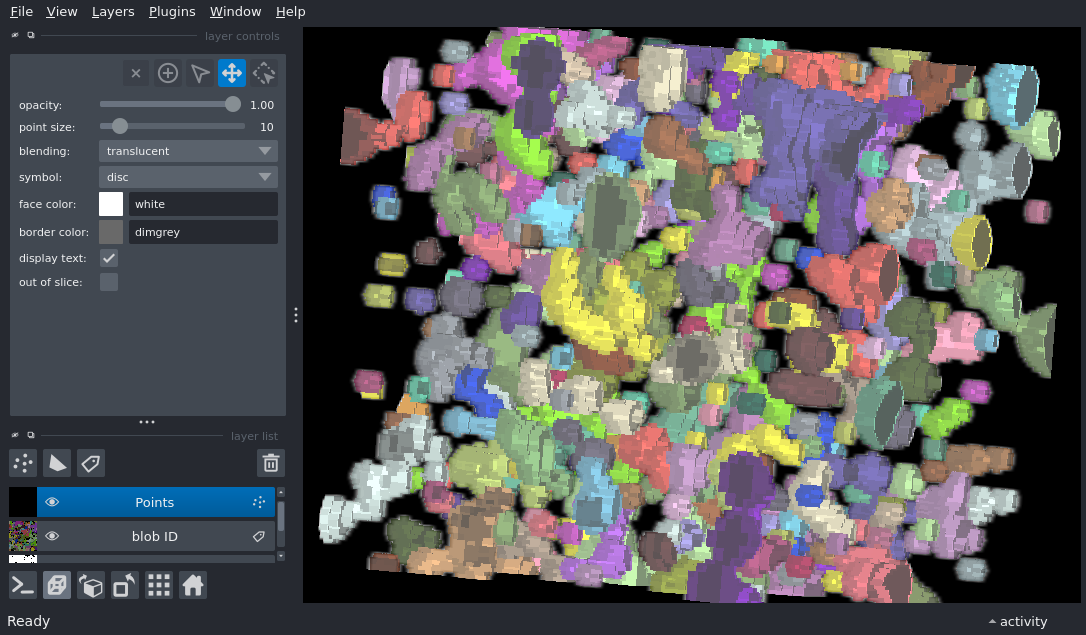 File View Layers Plugins Window Help
layer controls
opacity: 1.00
point size: 10
blending: translucent
symbol: disc
face color: white
border color: dimgrey
display text:
out of slice:
layer list
Points
blob ID
Ready
activity